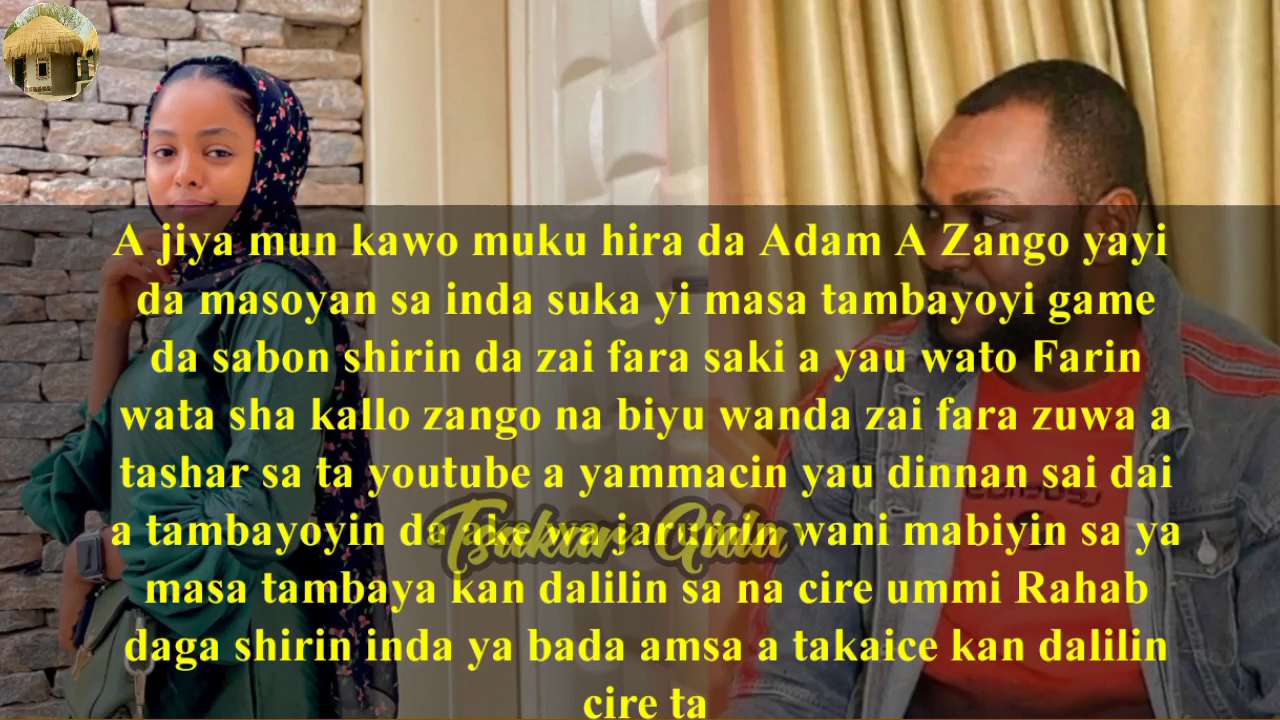 A jiya mun kawo muku hira da Adam A Zango yayi
da masoyan sa inda suka yi masa tambayoyi game
da sabon shirin da zai fara saki a yau wato Farin
wata sha kallo zango na biyu wanda zai fara zuwa a
tashar sa ta youtube a yammacin yau dinnan sai dai
a tambayoyin da ake wa jarumin wani mabiyin sa ya
Tsakar Gida
masa tambaya kan dalilin sa na cire ummi Rahab
daga shirin inda ya bada amsa a takaice kan dalilin
cire ta